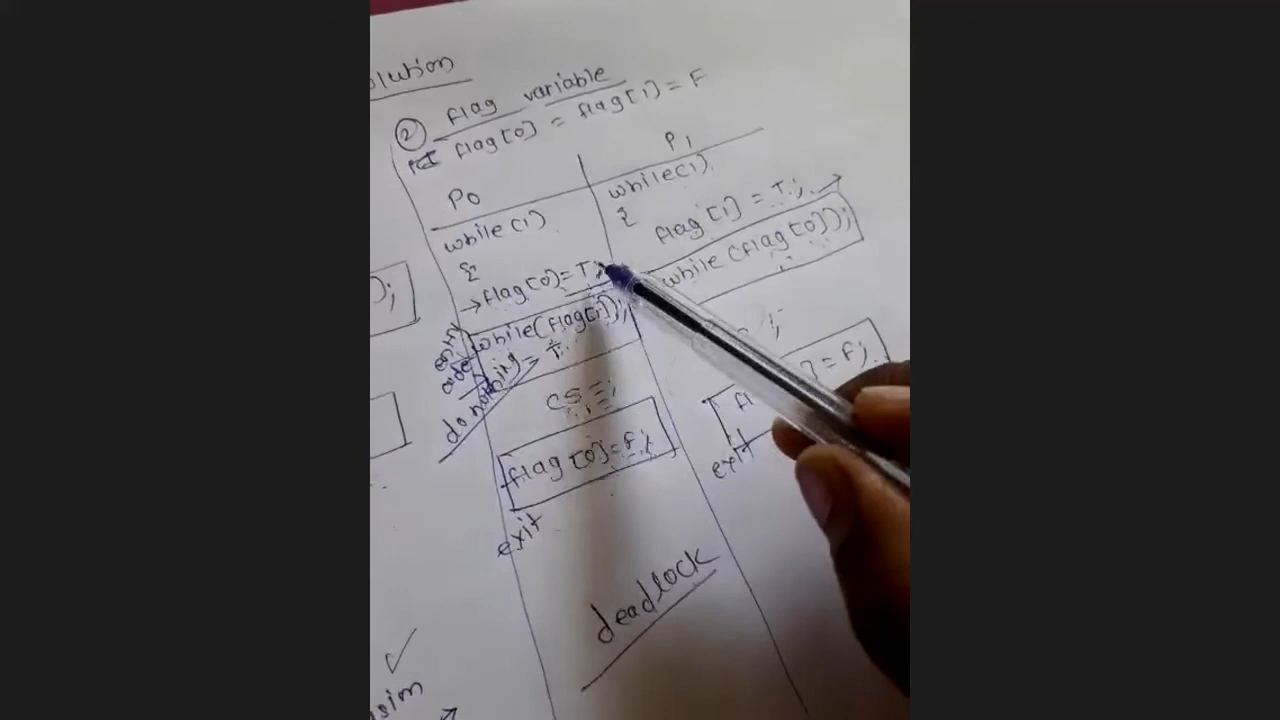 olution
② flag variable
flag[0] = flag[1] = F
P0
while(1)
{
→ flag[0] = T;
while(flag[1]);
= T.
entry
code
do nothing
CS
flag[0] = F;
exit
P1
while(1)
{
flag[1] = T; →
while(flag[0]);
] = F;
exit
deadlock
);
✓